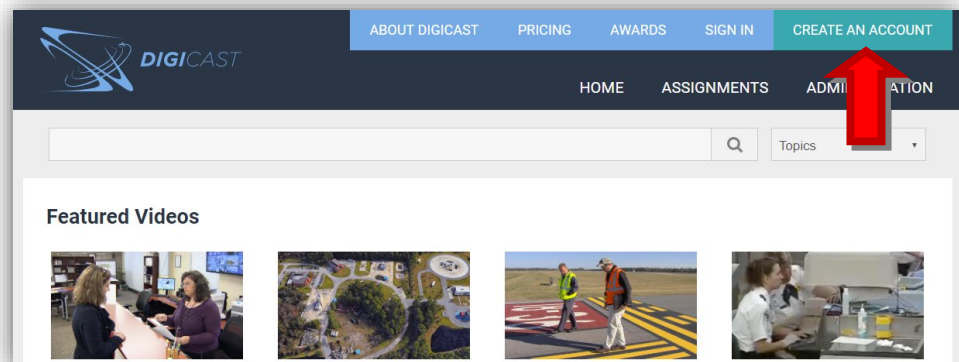 ABOUT DIGICAST PRICING AWARDS SIGN IN CREATE AN ACCOUNT
DIGICAST
HOME ASSIGNMENTS
Topics
Featured Videos